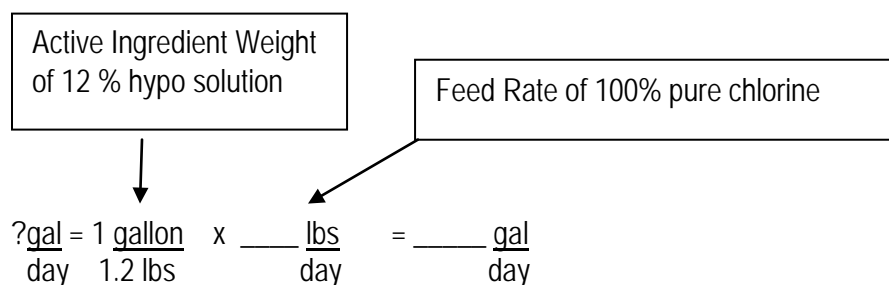 Active Ingredient Weight
of 12 % hypo solution
Feed Rate of 100% pure chlorine
?gal = 1 gallon x ____ lbs = _____ gal
day 1.2 lbs day day